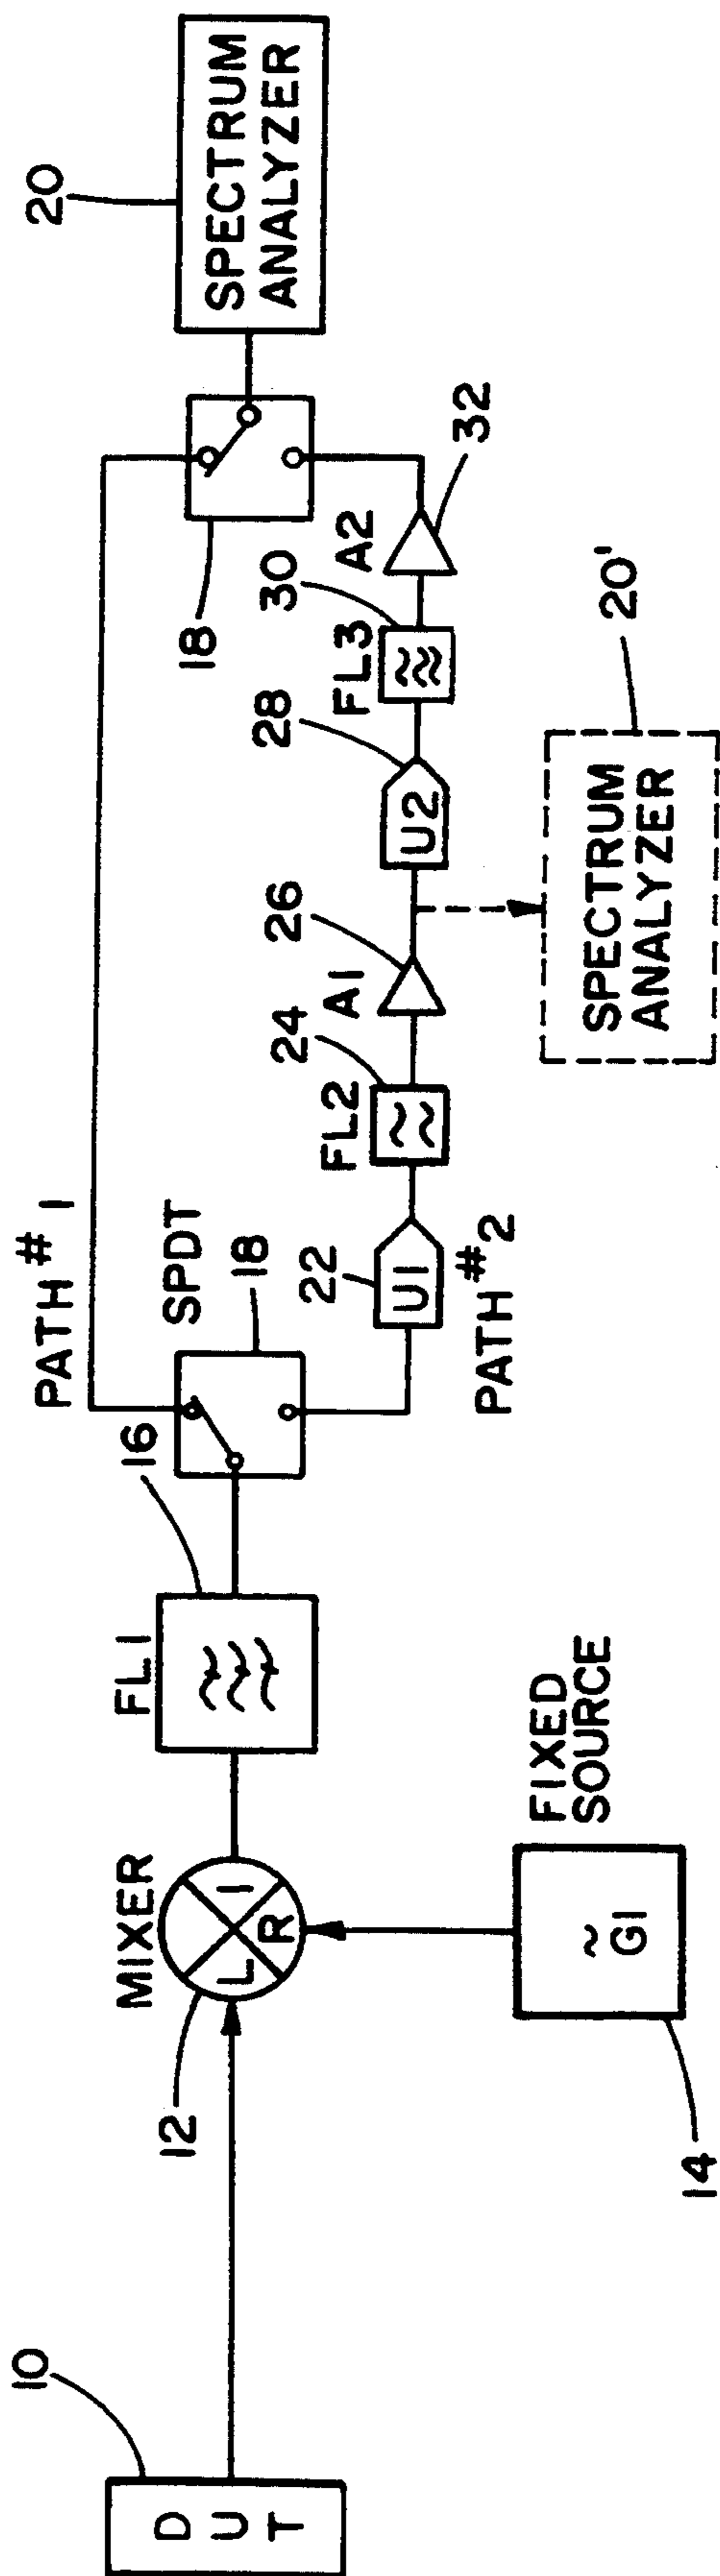 10
D
U
T
12
MIXER
L
I
R
14
~
G1
FIXED
SOURCE
FL1
16
SPDT
18
PATH #1
22
U1
PATH #2
FL2
24
A1
26
U2
28
FL3
30
A2
32
18
20
SPECTRUM
ANALYZER
20'
SPECTRUM
ANALYZER